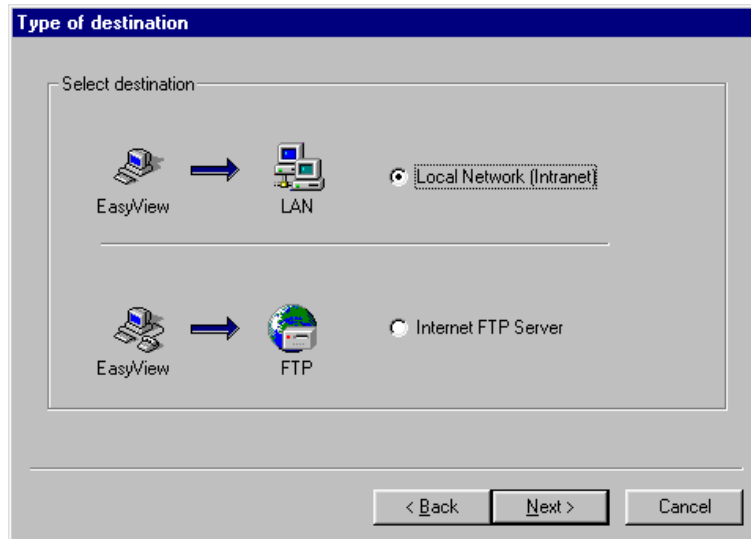 Type of destination
Select destination
EasyView
LAN
Local Network (Intranet)
EasyView
FTP
Internet FTP Server
< Back
Next >
Cancel